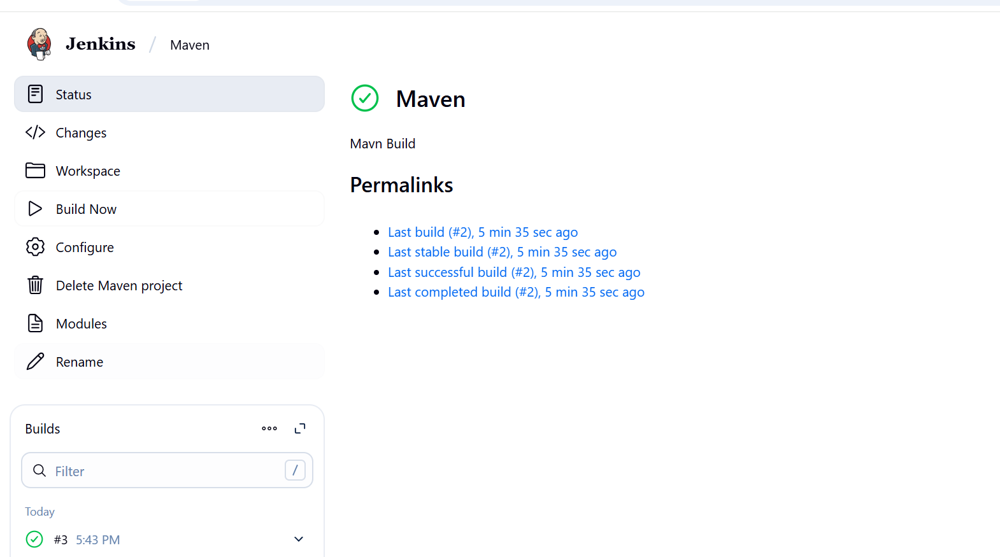 Jenkins / Maven
Status
Changes
Workspace
Build Now
Configure
Delete Maven project
Modules
Rename
Builds
Filter /
Today
#3 5:43 PM
Maven
Mavn Build
Permalinks
Last build (#2), 5 min 35 sec ago
Last stable build (#2), 5 min 35 sec ago
Last successful build (#2), 5 min 35 sec ago
Last completed build (#2), 5 min 35 sec ago